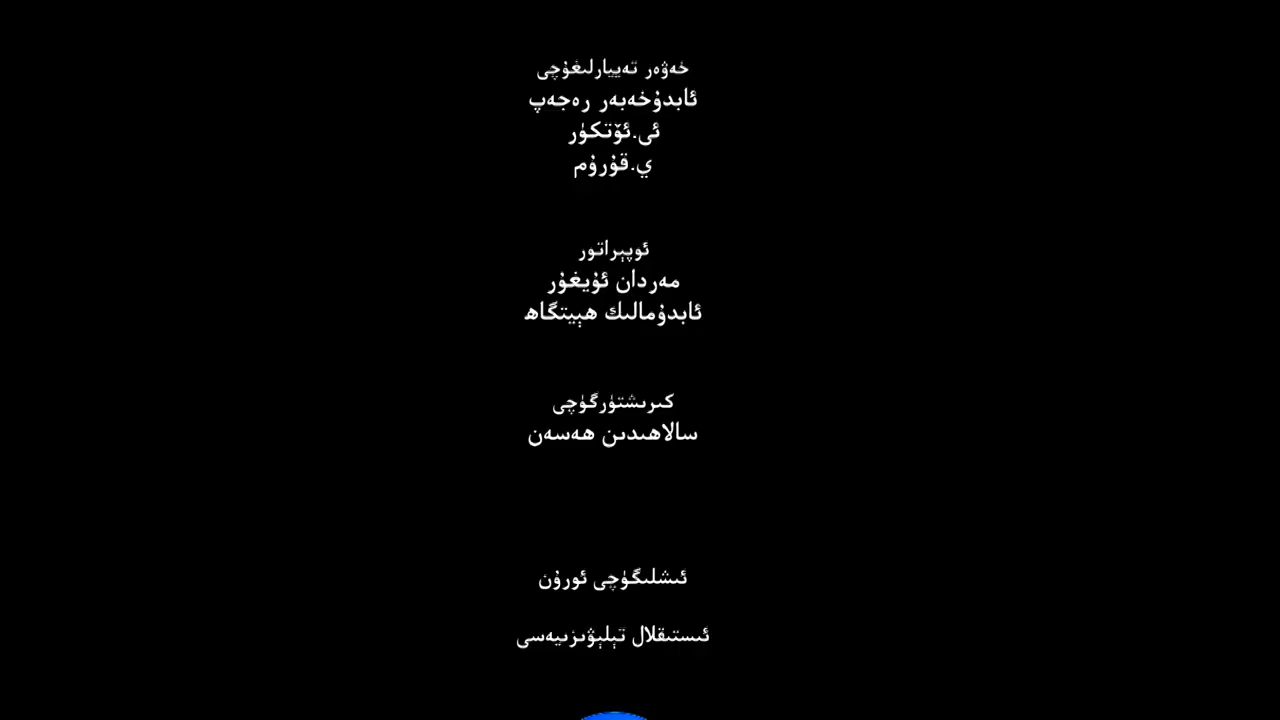 خەۋەر تەييارلىغۇچى
ئابدۇخەبەر رەجەپ
ئى.ئۆتكۈر
ي.قۇرۇم
ئوپېراتور
مەردان ئۇيغۇر
ئابدۇمالىك ھېيتگاھ
كىرىشتۈرگۈچى
سالاھىدىن ھەسەن
ئىشلىگۈچى ئورۇن
ئىستىقلال تېلېۋىزىيەسى